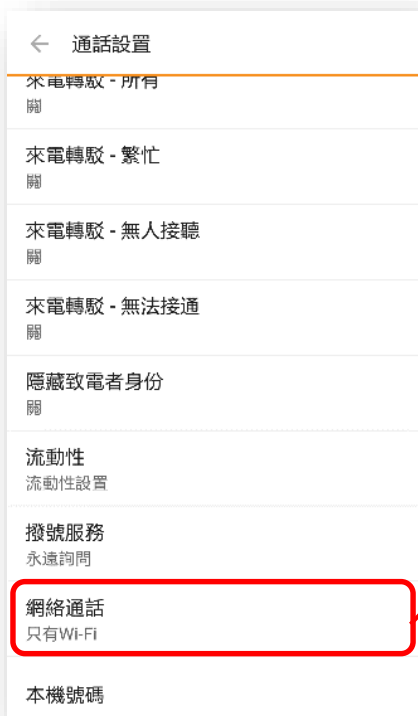 通話設置
來電轉駁 - 所有
關
來電轉駁 - 繁忙
關
來電轉駁 - 無人接聽
關
來電轉駁 - 無法接通
關
隱藏致電者身份
關
流動性
流動性設置
撥號服務
永遠詢問
網絡通話
只有Wi-Fi
本機號碼